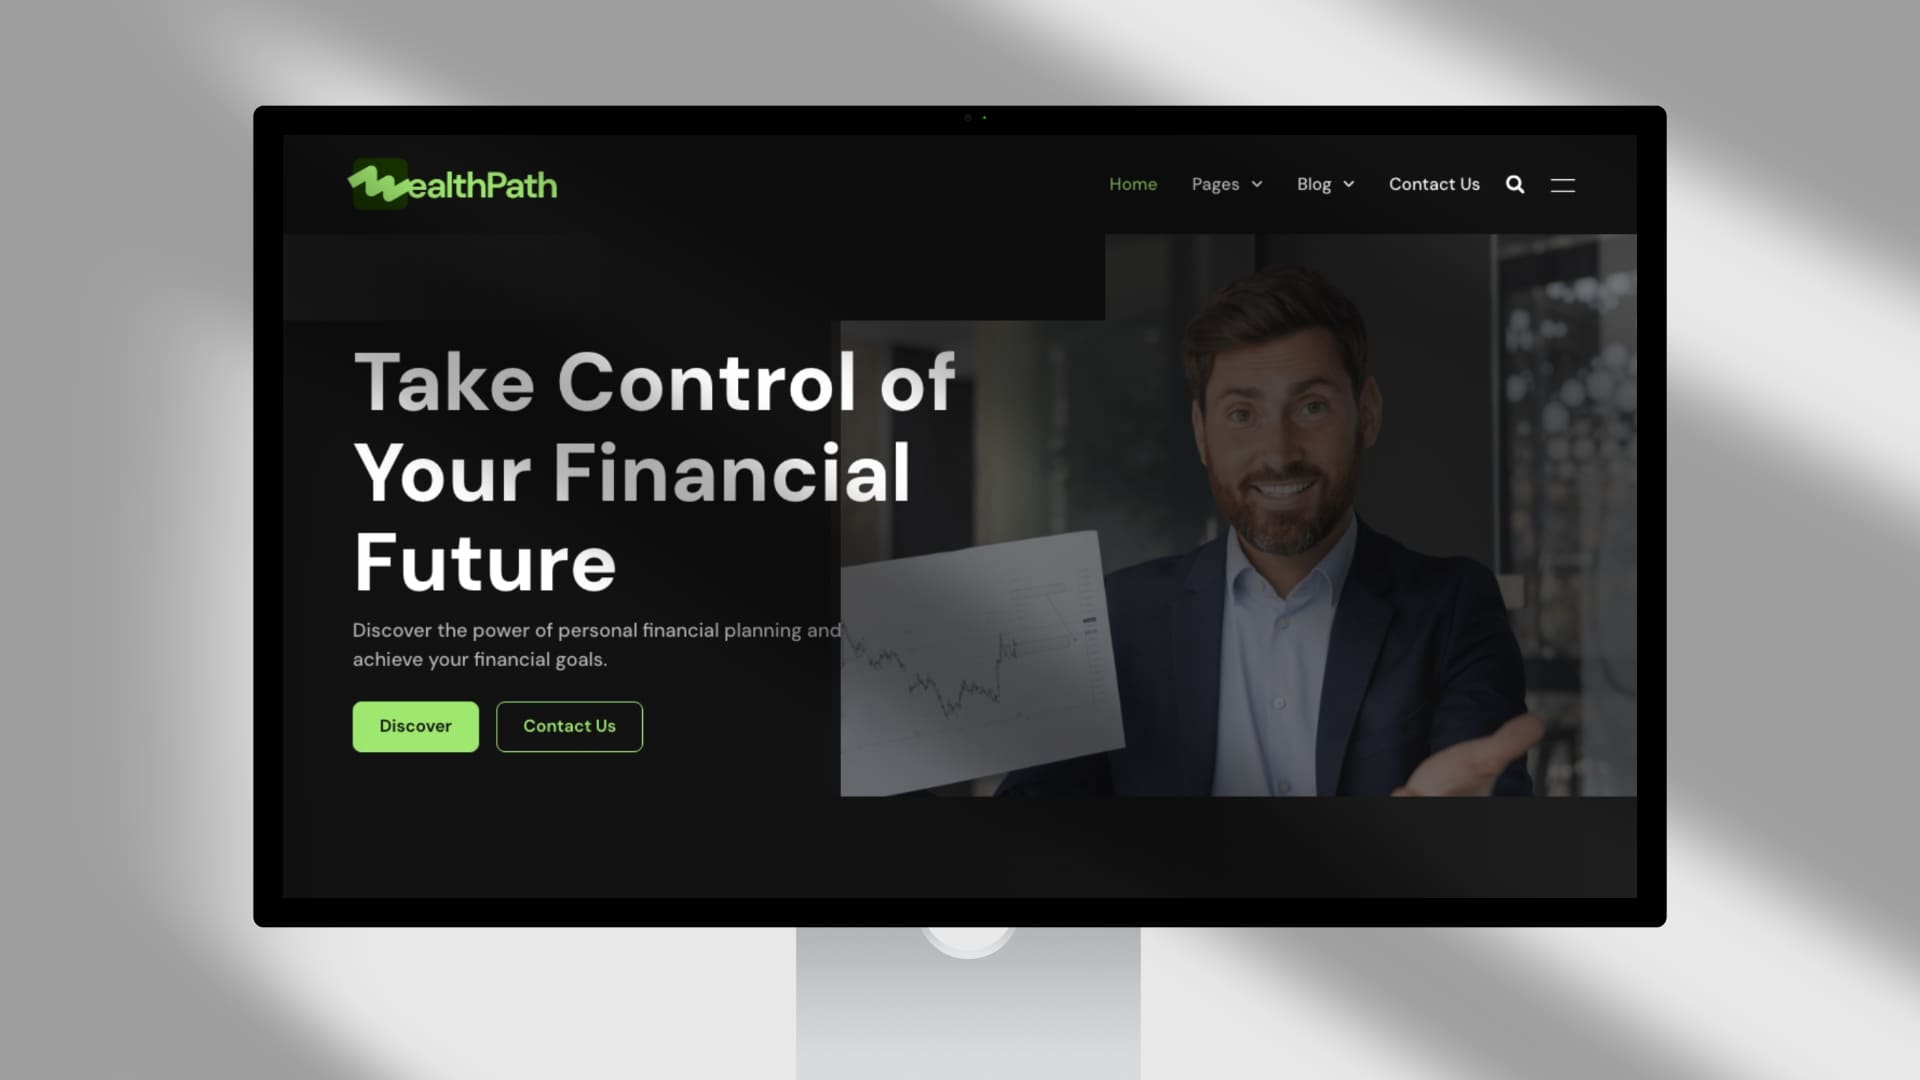 WealthPath
Home
Pages
Blog
Contact Us
Take Control of
Your Financial
Future
Discover the power of personal financial planning and
achieve your financial goals.
Discover
Contact Us